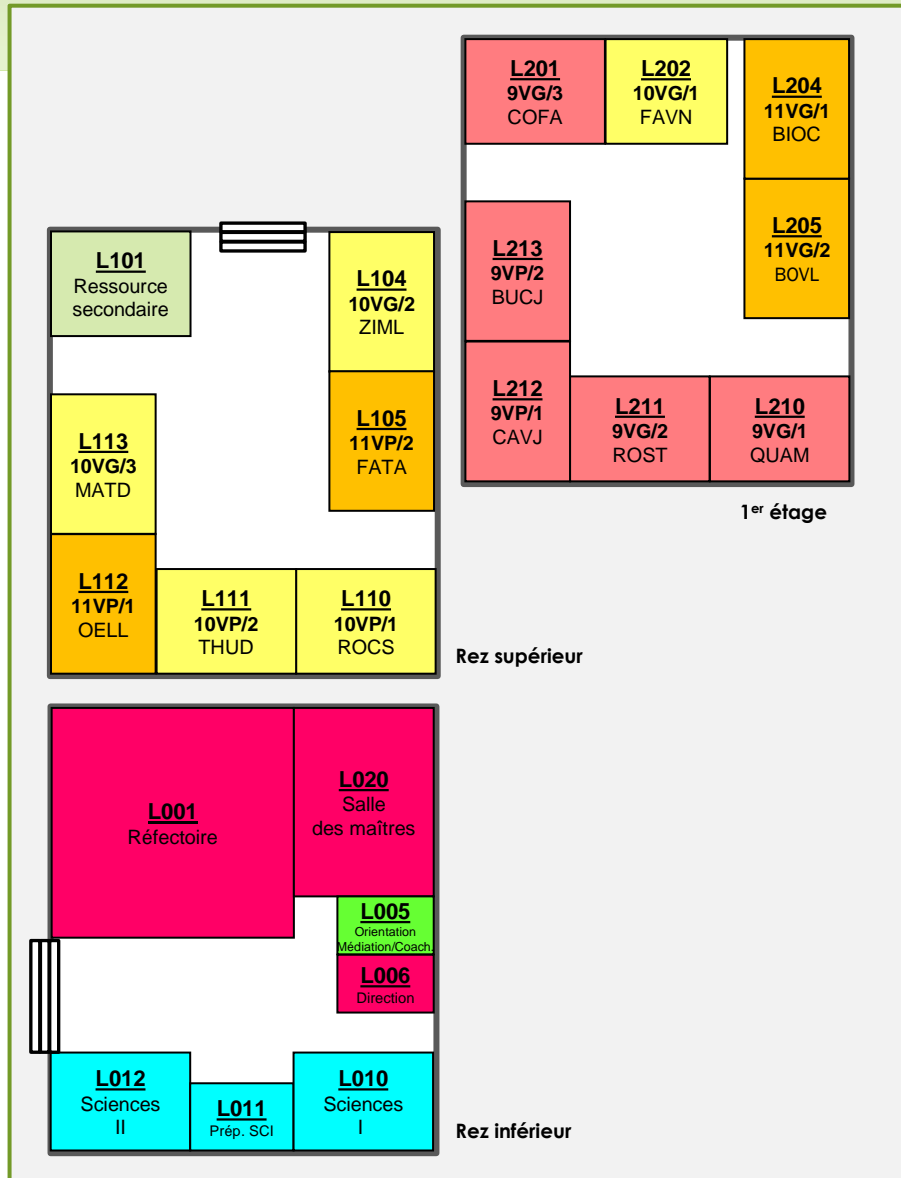 L201
9VG/3
COFA
L202
10VG/1
FAVN
L204
11VG/1
BIOC
L205
11VG/2
BOVL
L213
9VP/2
BUCJ
L212
9VP/1
CAVJ
L211
9VG/2
ROST
L210
9VG/1
QUAM
1er étage
L101
Ressource
secondaire
L104
10VG/2
ZIML
L105
11VP/2
FATA
L113
10VG/3
MATD
L112
11VP/1
OELL
L111
10VP/2
THUD
L110
10VP/1
ROCS
Rez supérieur
L001
Réfectoire
L020
Salle
des maîtres
L005
Orientation
Médiation/Coach.
L006
Direction
L012
Sciences
II
L011
Prép. SCI
L010
Sciences
I
Rez inférieur